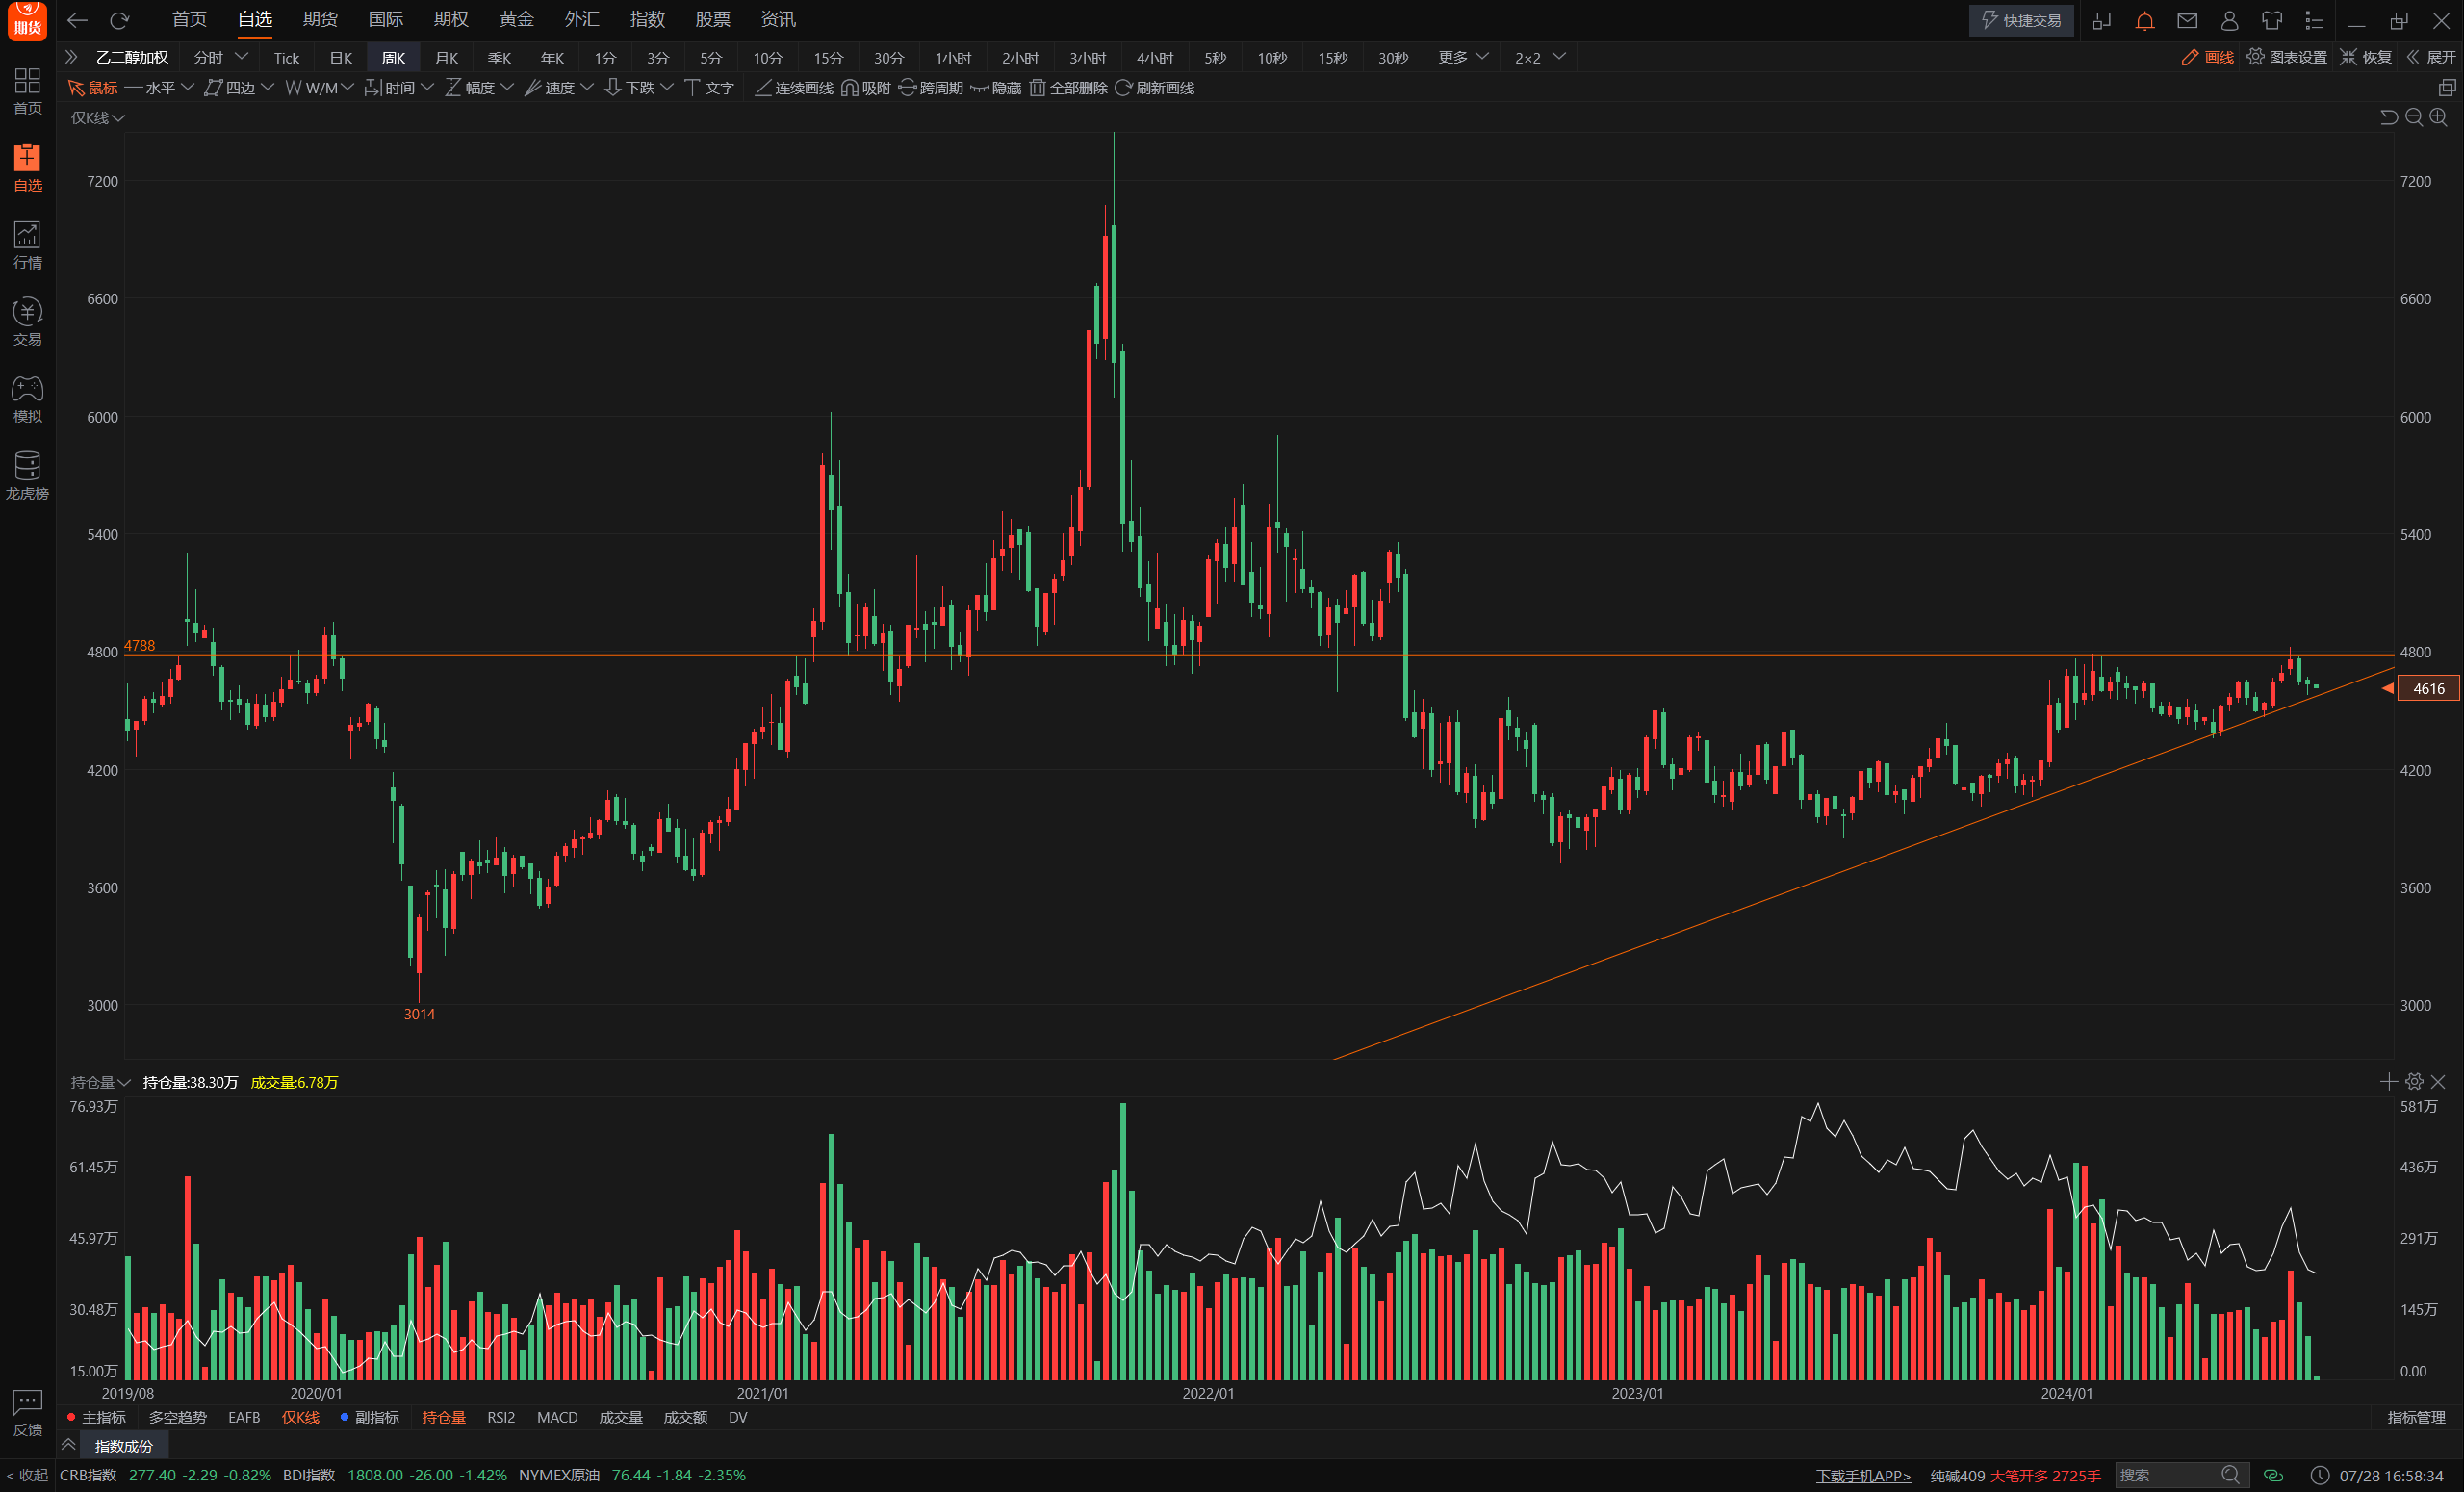 期货 首页 自选 期货 国际 期权 黄金 外汇 指数 股票 资讯 快捷交易
乙二醇加权 分时 Tick 日K 周K 月K 季K 年K 1分 3分 5分 10分 15分 30分 1小时 2小时 3小时 4小时 5秒 10秒 15秒 30秒 更多 2×2 画线 图表设置 恢复 展开
鼠标 水平 四边 W/M 时间 幅度 速度 下跌 文字 连续画线 吸附 跨周期 隐藏 全部删除 刷新画线
首页
自选
行情
交易
模拟
龙虎榜
反馈
< 收起
仅K线
7200 7200
6600 6600
6000 6000
5400 5400
4788
4800 4800
4616
4200 4200
3600 3600
3000 3000
3014
持仓量 持仓量:38.30万 成交量:6.78万
76.93万 581万
61.45万 436万
45.97万 291万
30.48万 145万
15.00万 0.00
2019/08 2020/01 2021/01 2022/01 2023/01 2024/01
主指标 多空趋势 EAFB 仅K线 副指标 持仓量 RSI2 MACD 成交量 成交额 DV 指标管理
指数成份
CRB指数 277.40 -2.29 -0.82% BDI指数 1808.00 -26.00 -1.42% NYMEX原油 76.44 -1.84 -2.35% 下载手机APP> 纯碱409 大笔开多 2725手 搜索 07/28 16:58:34